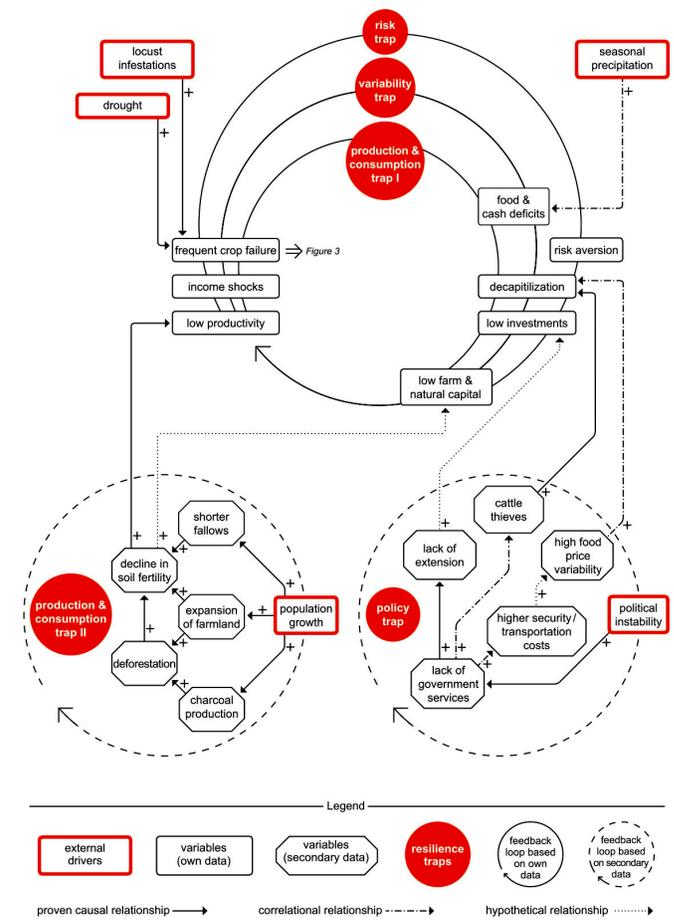 risk
trap
locust
infestations
seasonal
precipitation
+
+
variability
trap
drought
+
production &
consumption
trap I
food &
cash deficits
frequent crop failure
Figure 3
risk aversion
income shocks
decapitilization
low productivity
low investments
low farm &
natural capital
cattle
thieves
+
shorter
fallows
+
+
+
+
+
lack of
extension
high food
price
variability
decline in
soil fertility
+
+
production &
consumption
trap II
expansion
of farmland
+
population
growth
policy
trap
higher security/
transportation
costs
political
instability
+
+
+
+
+
+
+
deforestation
lack of
government
services
+
charcoal
production
Legend
external
drivers
variables
(own data)
variables
(secondary data)
resilience
traps
feedback
loop based
on own
data
feedback
loop based
on secondary
data
proven causal relationship
correlational relationship
hypothetical relationship